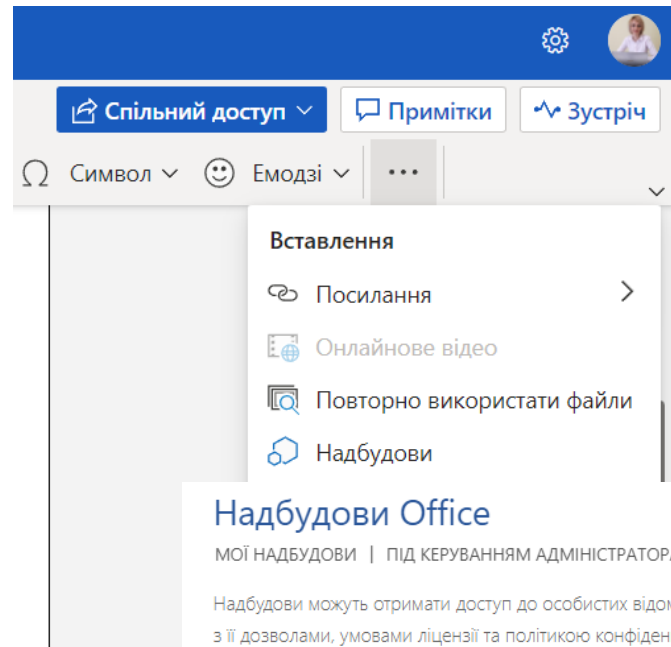 Спільний доступ
Примітки
Зустріч
Символ
Емодзі
...
Вставлення
Посилання
Онлайнове відео
Повторно використати файли
Надбудови
Надбудови Office
МОЇ НАДБУДОВИ | ПІД КЕРУВАННЯМ
Надбудови можуть отримати доступ до особистих
з її дозволами, умовами ліцензії та політикою